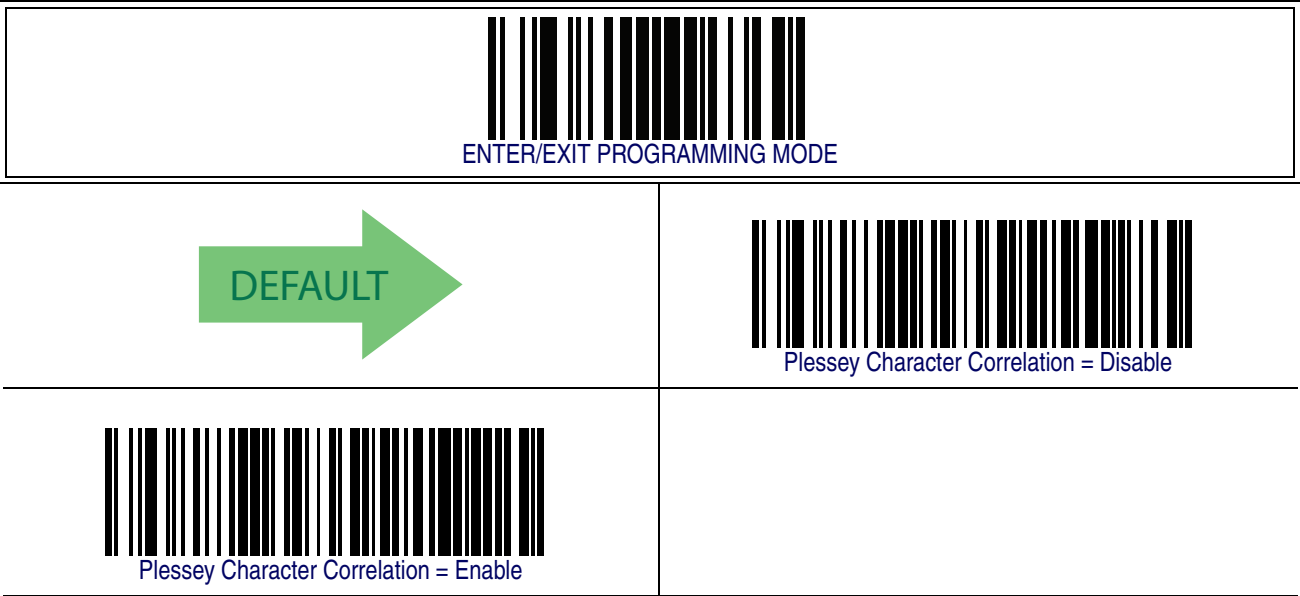 ENTER/EXIT PROGRAMMING MODE
DEFAULT
Plessey Character Correlation = Disable
Plessey Character Correlation = Enable